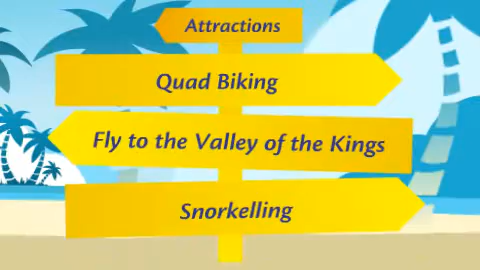 Attractions
Quad Biking
Fly to the Valley of the Kings
Snorkelling